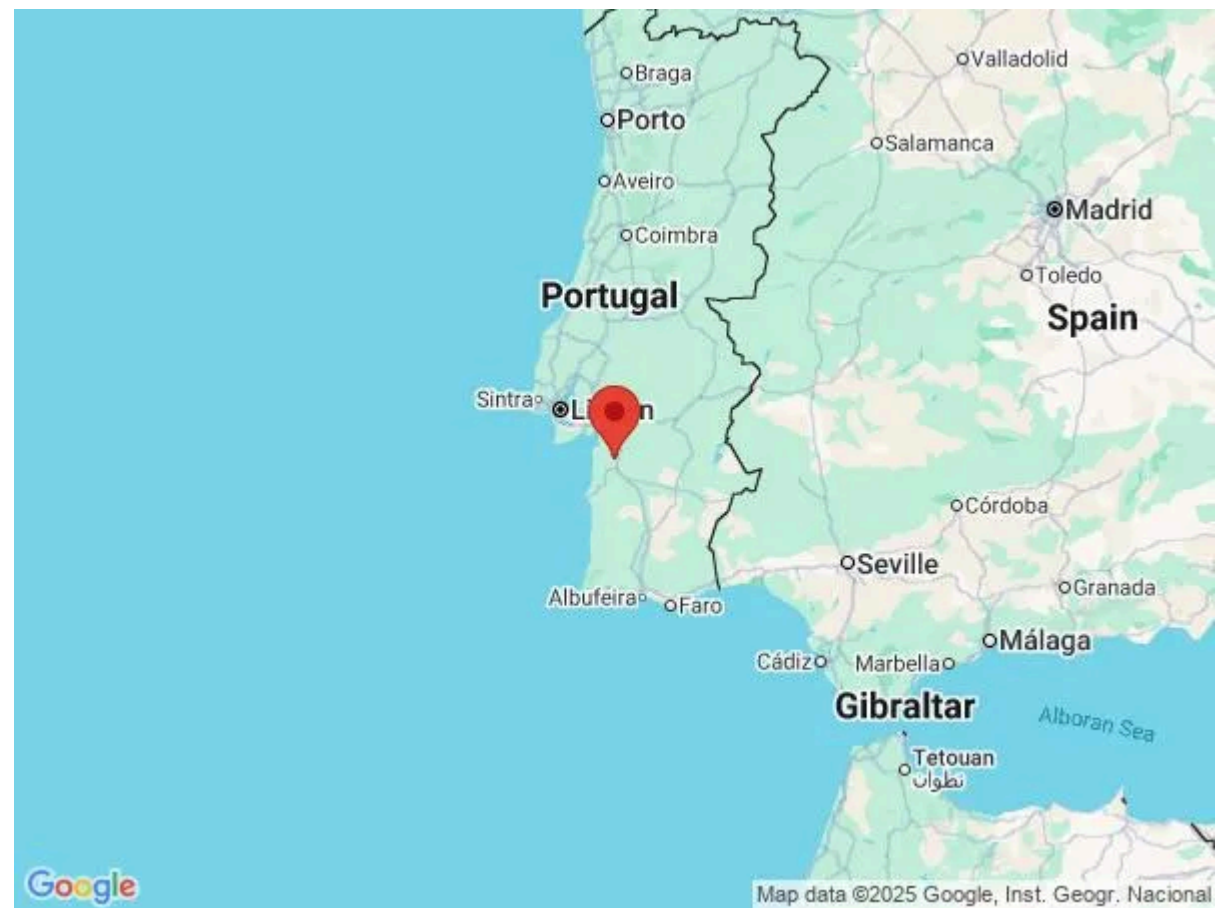 Braga
Valladolid
Porto
Salamanca
Aveiro
Madrid
Coimbra
Toledo
Portugal
Spain
Sintra
Córdoba
Seville
Granada
Albufeira
Faro
Málaga
Cádiz
Marbella
Gibraltar
Alboran Sea
Tetouan
تطوان
Google
Map data ©2025 Google, Inst. Geogr. Nacional